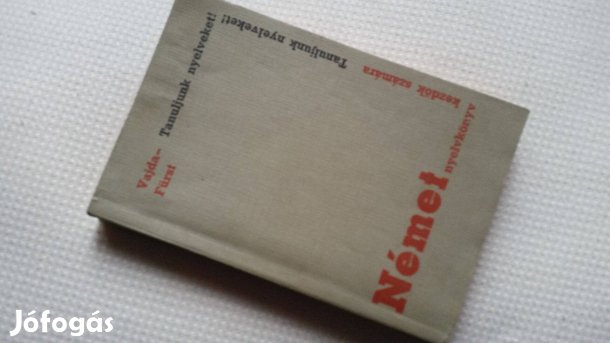 Vajda-
Fürst
Tanuljunk nyelveket!
Tanuljunk nyelveket!
kezdők számára
Német
nyelvkönyv
Jófogás